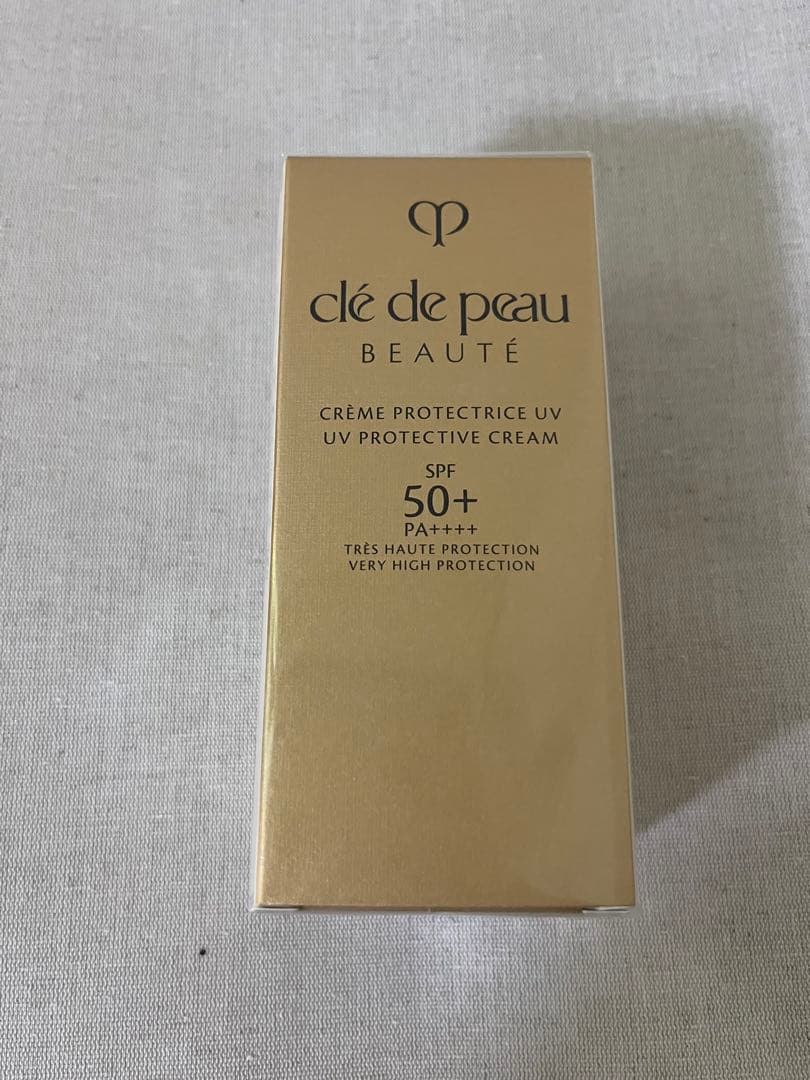 clé de peau
BEAUTÉ
CRÈME PROTECTRICE UV
UV PROTECTIVE CREAM
SPF
50+
PA++++
TRÈS HAUTE PROTECTION
VERY HIGH PROTECTION